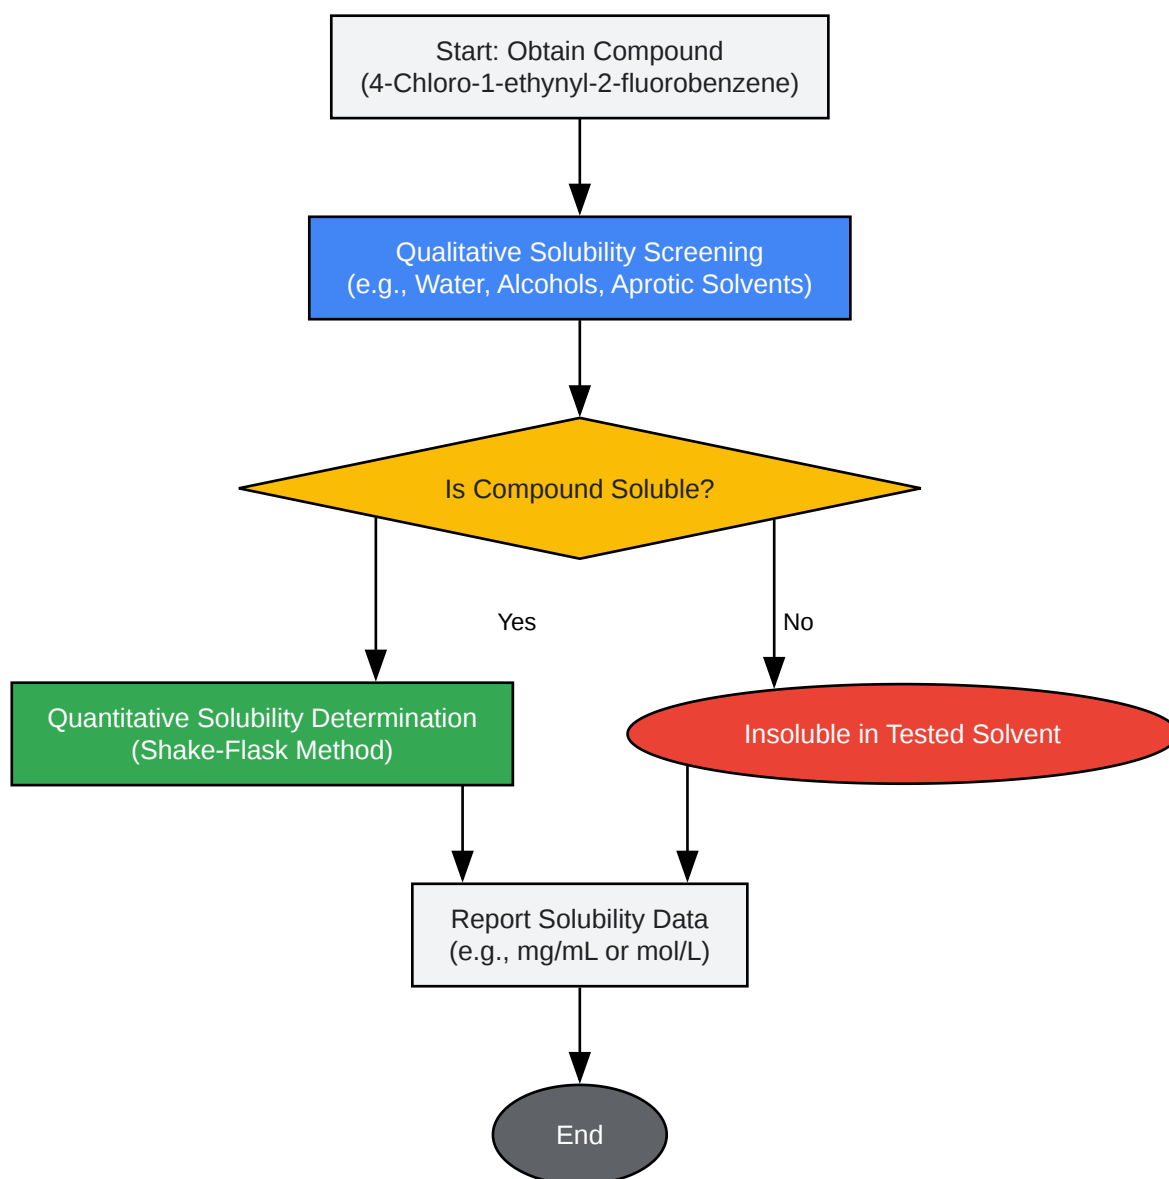 Start: Obtain Compound
(4-Chloro-1-ethynyl-2-fluorobenzene)
Qualitative Solubility Screening
(e.g., Water, Alcohols, Aprotic Solvents)
Is Compound Soluble?
Yes
No
Quantitative Solubility Determination
(Shake-Flask Method)
Insoluble in Tested Solvent
Report Solubility Data
(e.g., mg/mL or mol/L)
End